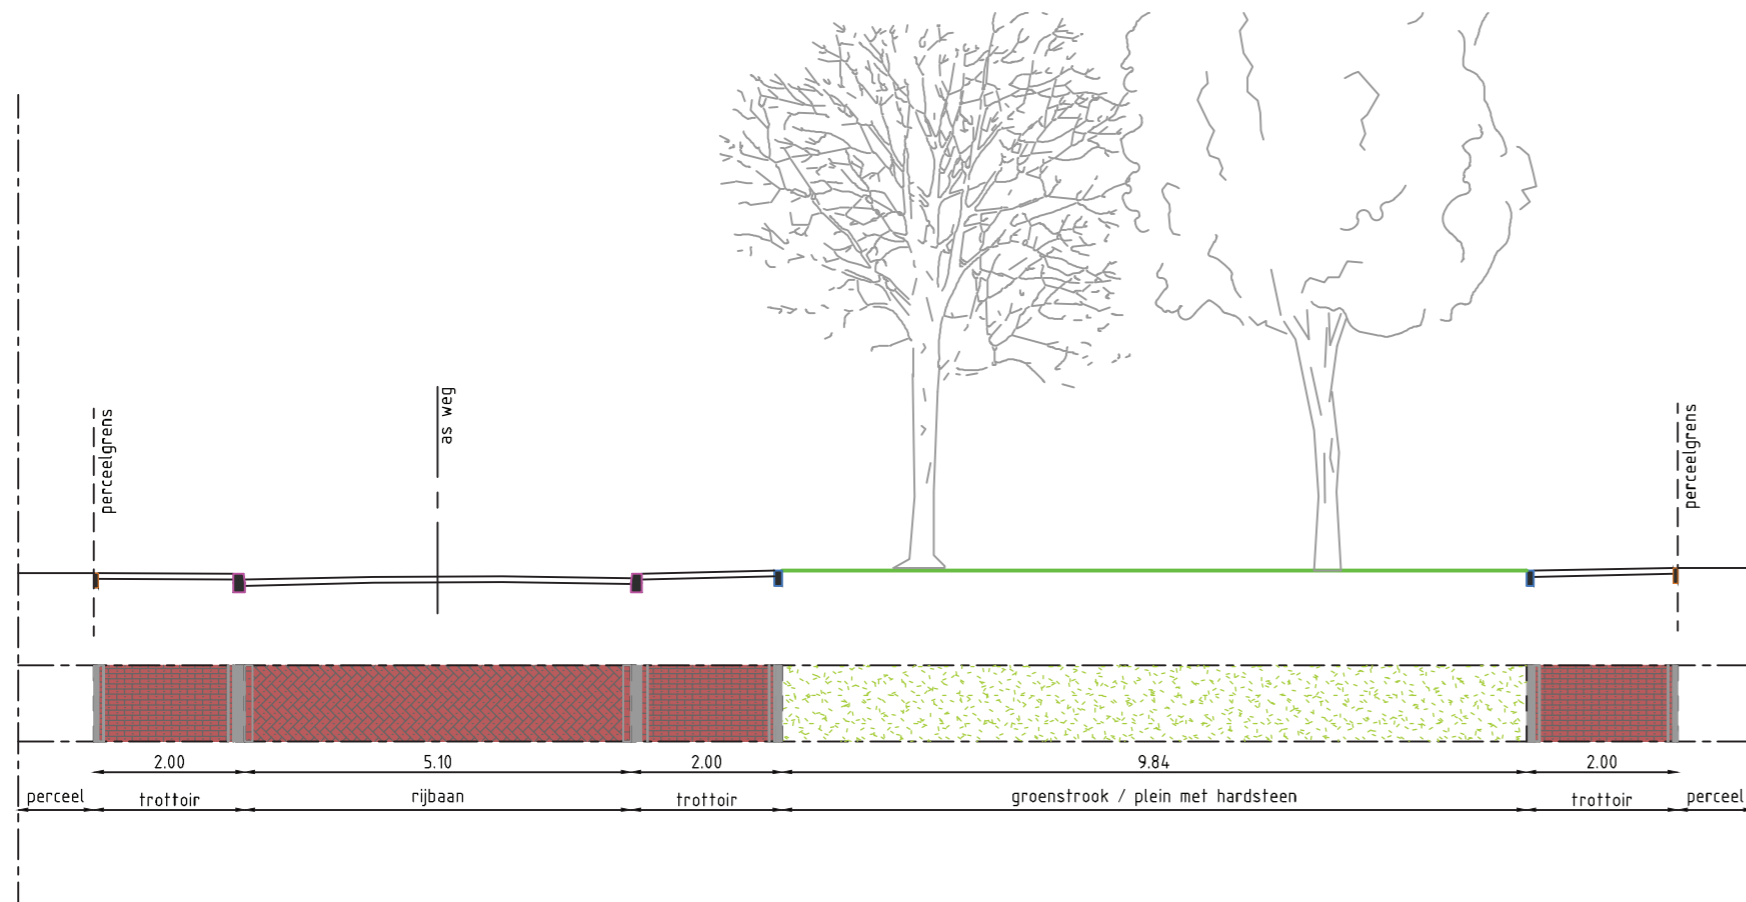 perceelgrens
as weg
perceelgrens
2.00 5.10 2.00 9.84 2.00
perceel trottoir rijbaan trottoir groenstrook / plein met hardsteen trottoir perceel